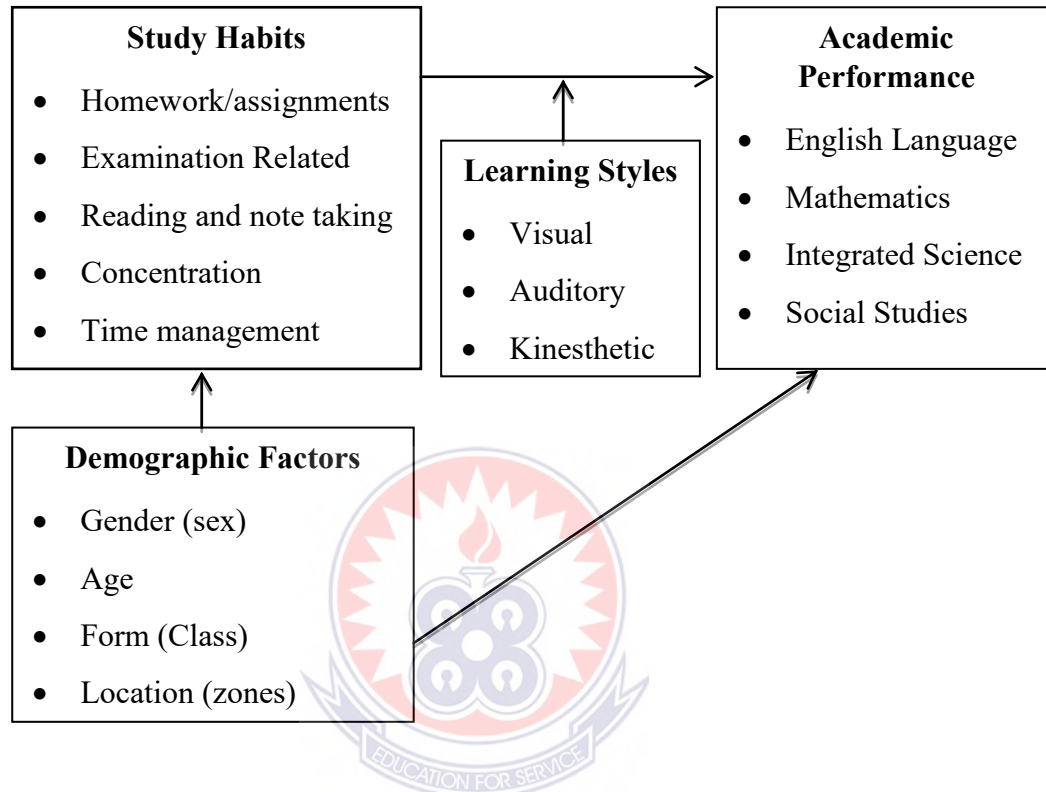 Study Habits
• Homework/assignments
• Examination Related
• Reading and note taking
• Concentration
• Time management
Learning Styles
• Visual
• Auditory
• Kinesthetic
Academic
Performance
• English Language
• Mathematics
• Integrated Science
• Social Studies
Demographic Factors
• Gender (sex)
• Age
• Form (Class)
• Location (zones)
EDUCATION FOR SERVICE